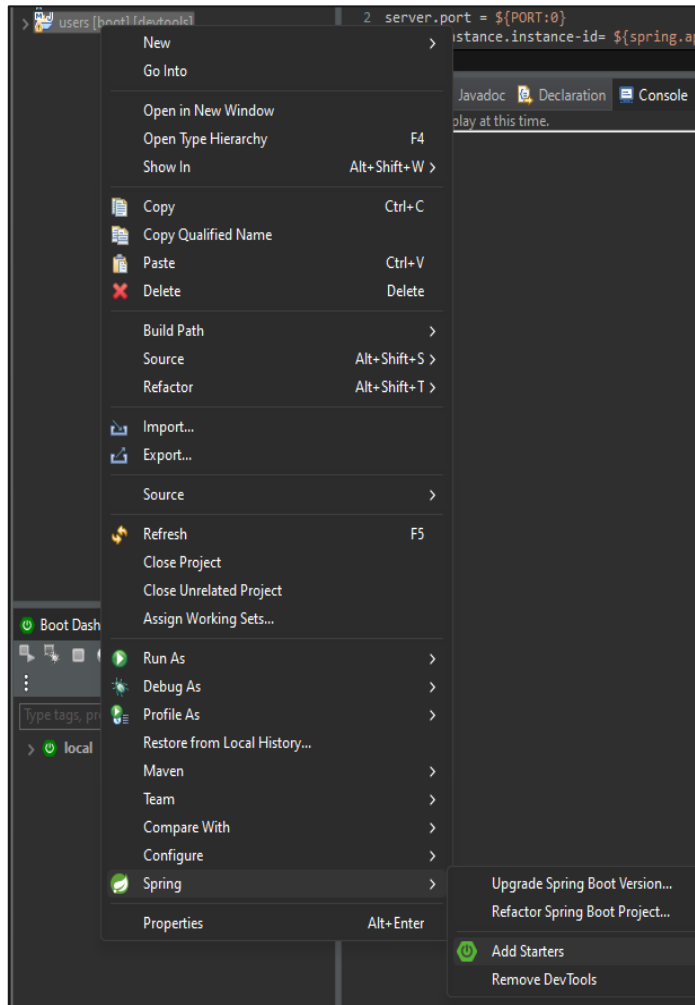 users [boot] [devtools]
2 server.port = ${PORT:0}
nstance.instance-id= ${spring.ap
New
Go Into
Javadoc Declaration Console
play at this time.
Open in New Window
Open Type Hierarchy F4
Show In Alt+Shift+W >
Copy Ctrl+C
Copy Qualified Name
Paste Ctrl+V
Delete Delete
Build Path
Source Alt+Shift+S >
Refactor Alt+Shift+T >
Import...
Export...
Source
Refresh F5
Close Project
Close Unrelated Project
Assign Working Sets...
Boot Dash
Run As
Debug As
Profile As
Type tags, pr
Restore from Local History...
local
Maven
Team
Compare With
Configure
Spring
Upgrade Spring Boot Version...
Refactor Spring Boot Project...
Properties Alt+Enter
Add Starters
Remove DevTools